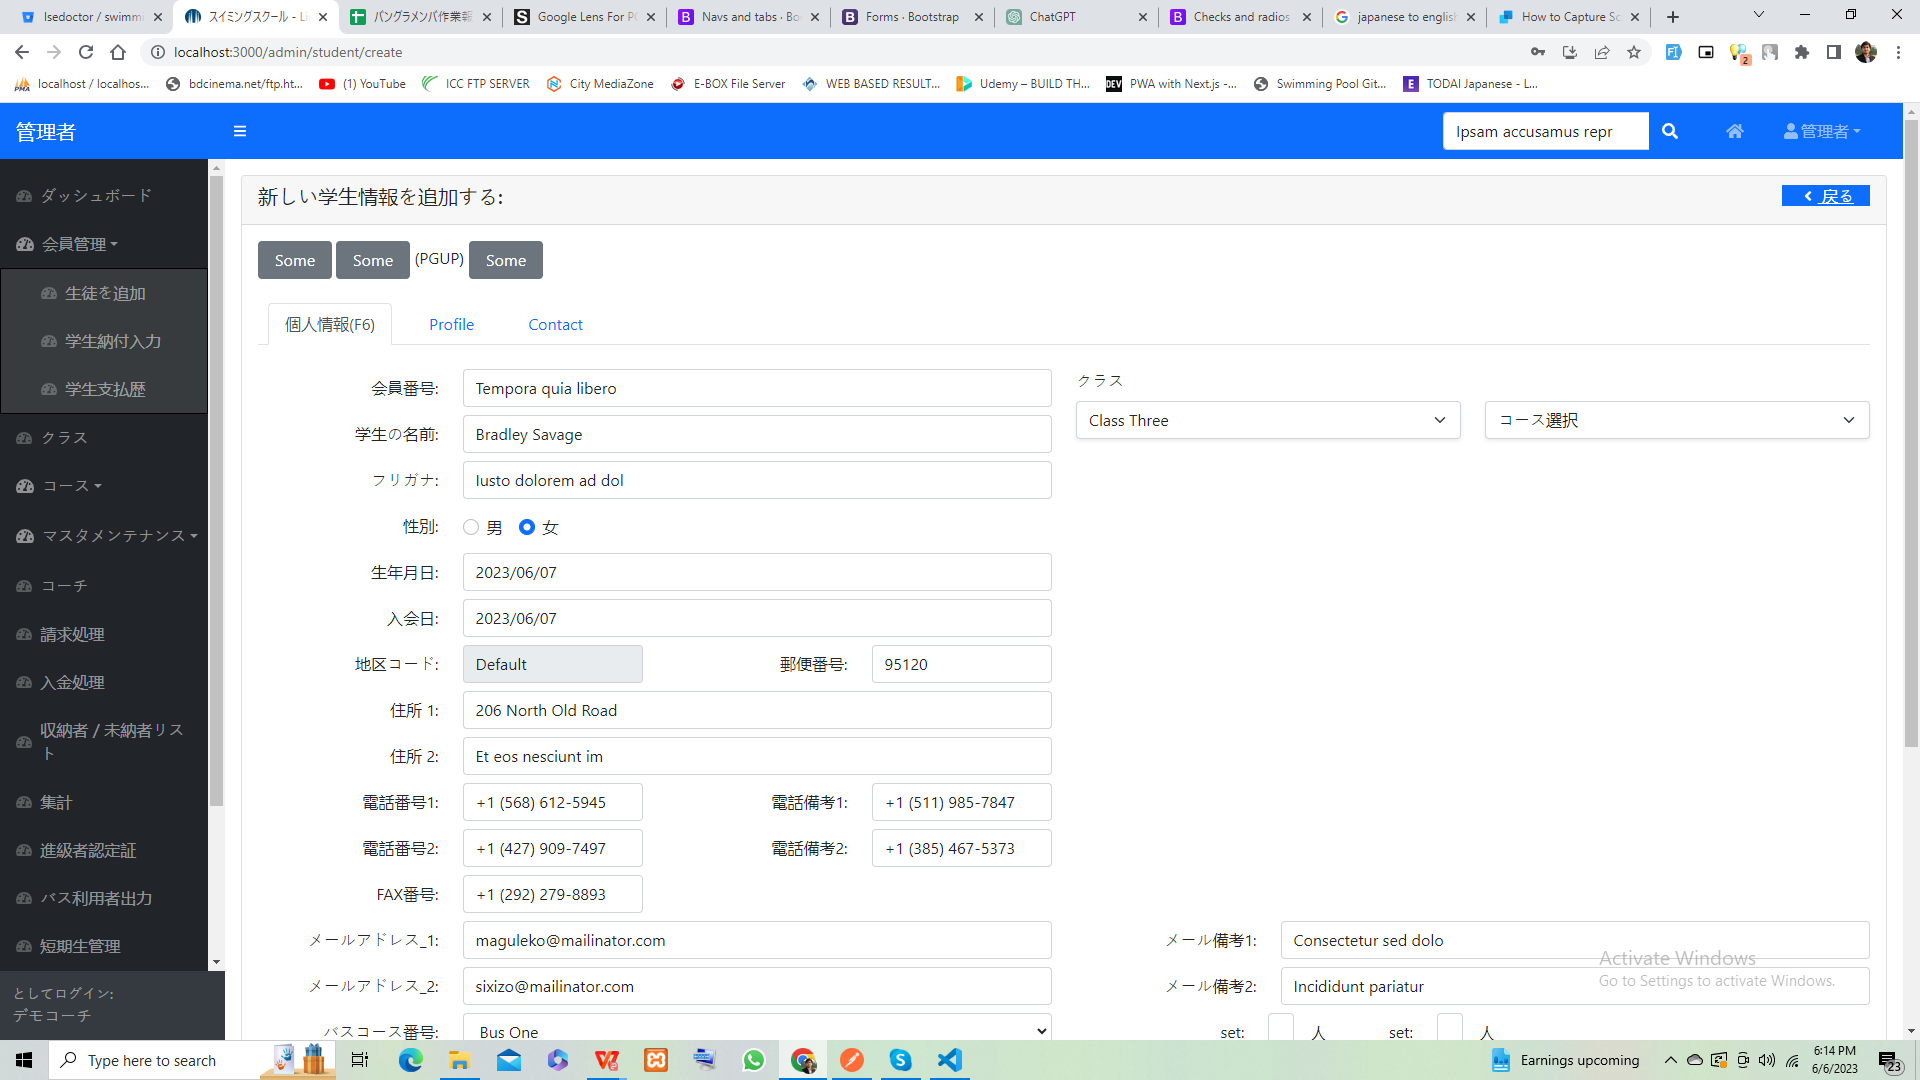 lsedoctor / swimmi
スイミングスクール - Li
バングラメンバ作業報
Google Lens For PC
Navs and tabs · Bo
Forms · Bootstrap
ChatGPT
Checks and radios
japanese to english
How to Capture Sc
localhost:3000/admin/student/create
2
localhost / localhos...
bdcinema.net/ftp.ht...
(1) YouTube
ICC FTP SERVER
City MediaZone
E-BOX File Server
WEB BASED RESULT...
Udemy – BUILD TH...
DEV PWA with Next.js -...
Swimming Pool Git...
E TODAI Japanese - L...
管理者
Ipsam accusamus repr
管理者
ダッシュボード
会員管理
生徒を追加
学生納付入力
学生支払歴
クラス
コース
マスタメンテナンス
コーチ
請求処理
入金処理
収納者 / 未納者リス
ト
集計
進級者認定証
バス利用者出力
短期生管理
としてログイン:
デモコーチ
新しい学生情報を追加する:
戻る
Some Some (PGUP) Some
個人情報(F6) Profile Contact
会員番号: Tempora quia libero
学生の名前: Bradley Savage
フリガナ: Iusto dolorem ad dol
性別: 男 女
生年月日: 2023/06/07
入会日: 2023/06/07
地区コード: Default 郵便番号: 95120
住所 1: 206 North Old Road
住所 2: Et eos nesciunt im
電話番号1: +1 (568) 612-5945 電話備考1: +1 (511) 985-7847
電話番号2: +1 (427) 909-7497 電話備考2: +1 (385) 467-5373
FAX番号: +1 (292) 279-8893
メールアドレス_1: maguleko@mailinator.com メール備考1: Consectetur sed dolo
メールアドレス_2: sixizo@mailinator.com メール備考2: Incididunt pariatur
バスコース番号: Bus One set: 人 set: 人
クラス
Class Three コース選択
Activate Windows
Go to Settings to activate Windows.
Type here to search
Earnings upcoming
6:14 PM
6/6/2023
23